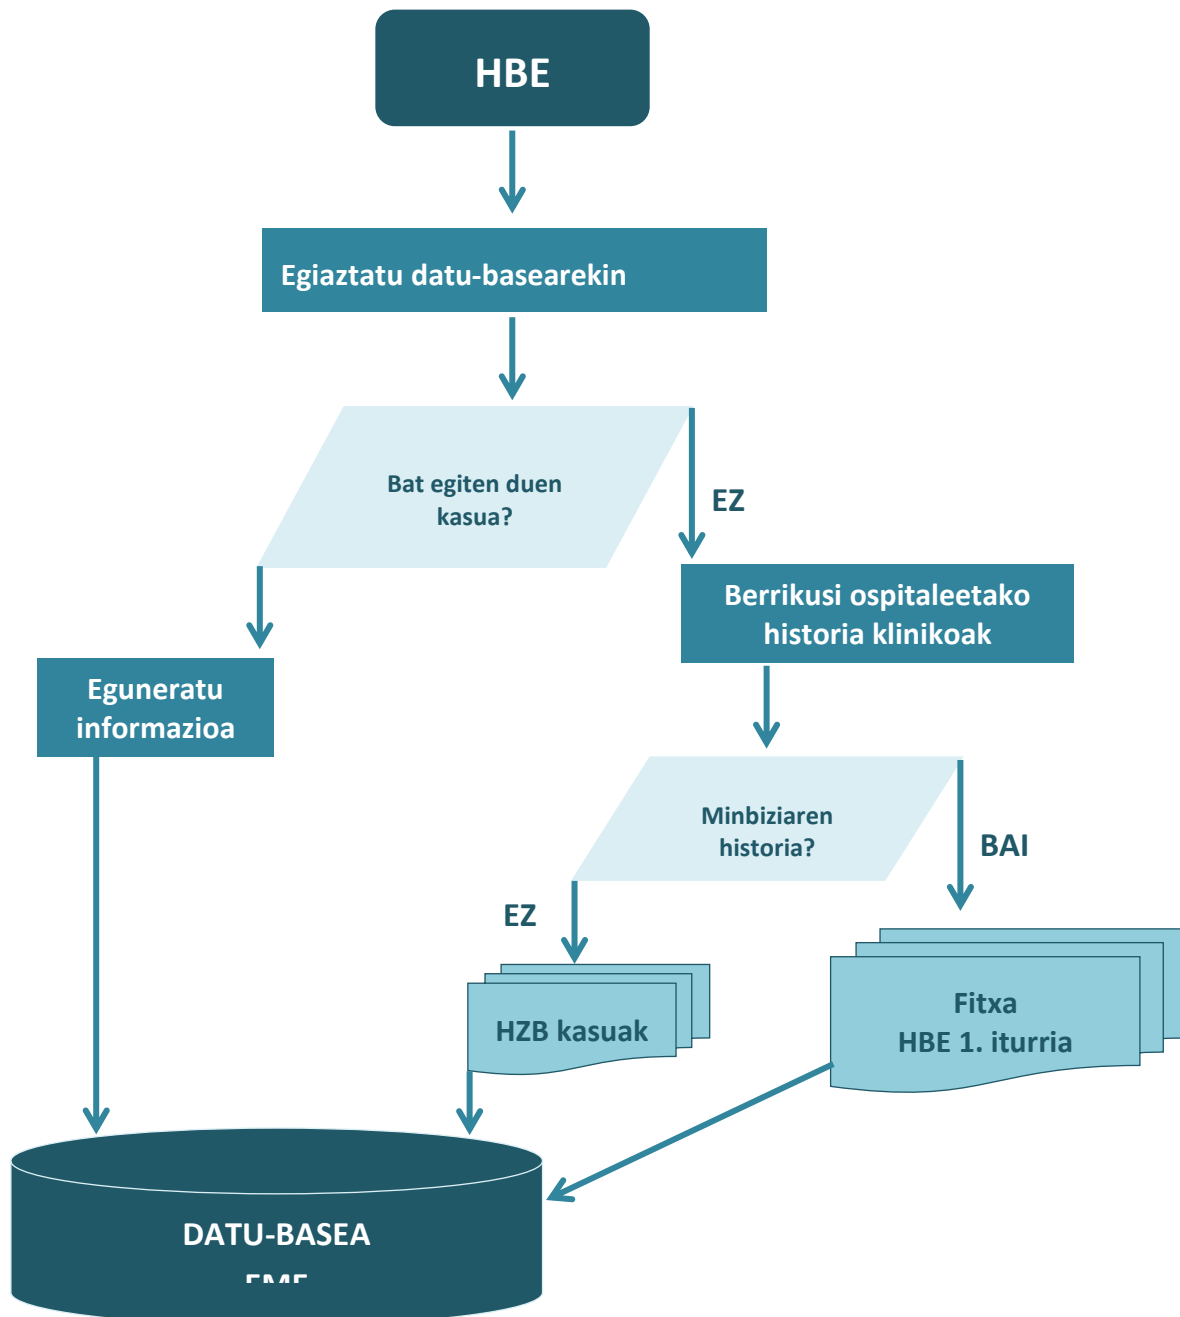 HBE
Egiaztatu datu-basearekin
Bat egiten duen
kasua?
EZ
Berrikusi ospitaleetako
historia klinikoak
Eguneratu
informazioa
Minbiziaren
historia?
BAI
EZ
HZB kasuak
Fitxa
HBE 1. iturria
DATU-BASEA